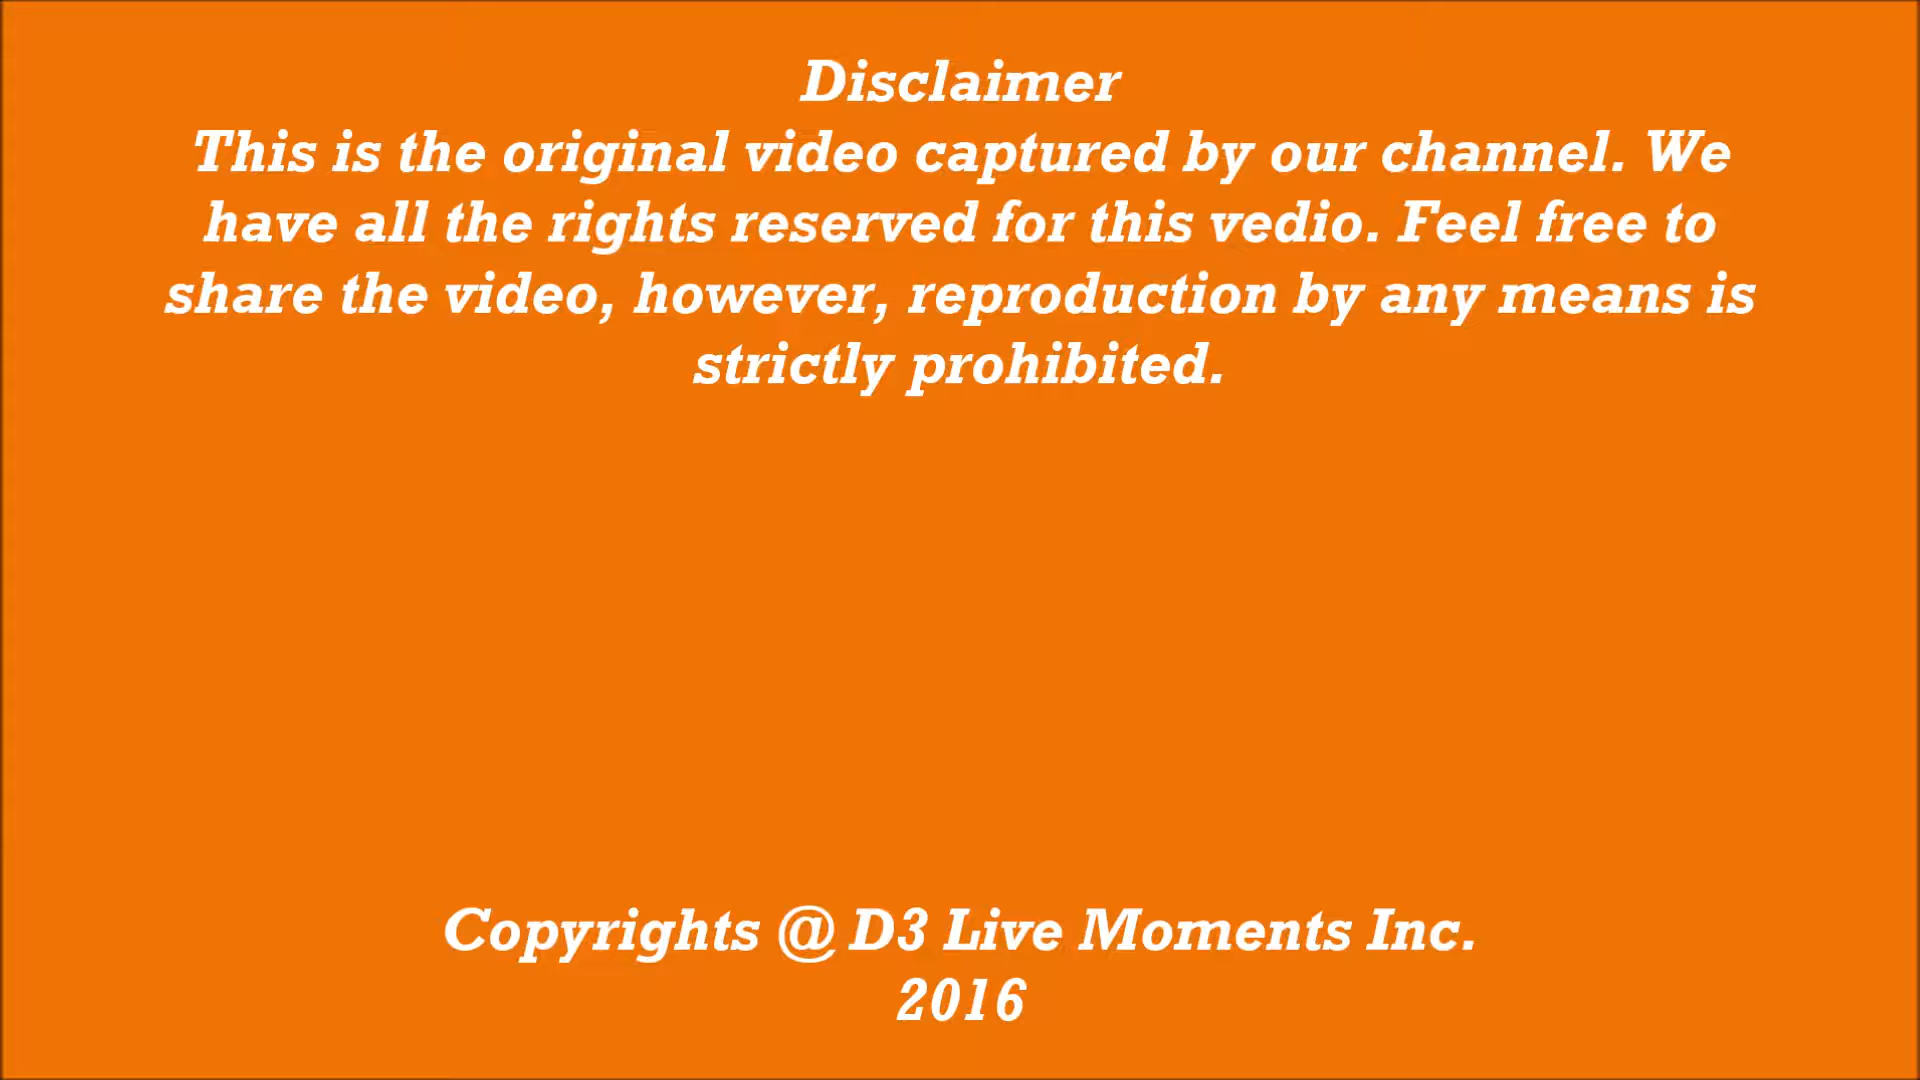 Disclaimer
This is the original video captured by our channel. We
have all the rights reserved for this vedio. Feel free to
share the video, however, reproduction by any means is
strictly prohibited.
Copyrights @ D3 Live Moments Inc.
2016